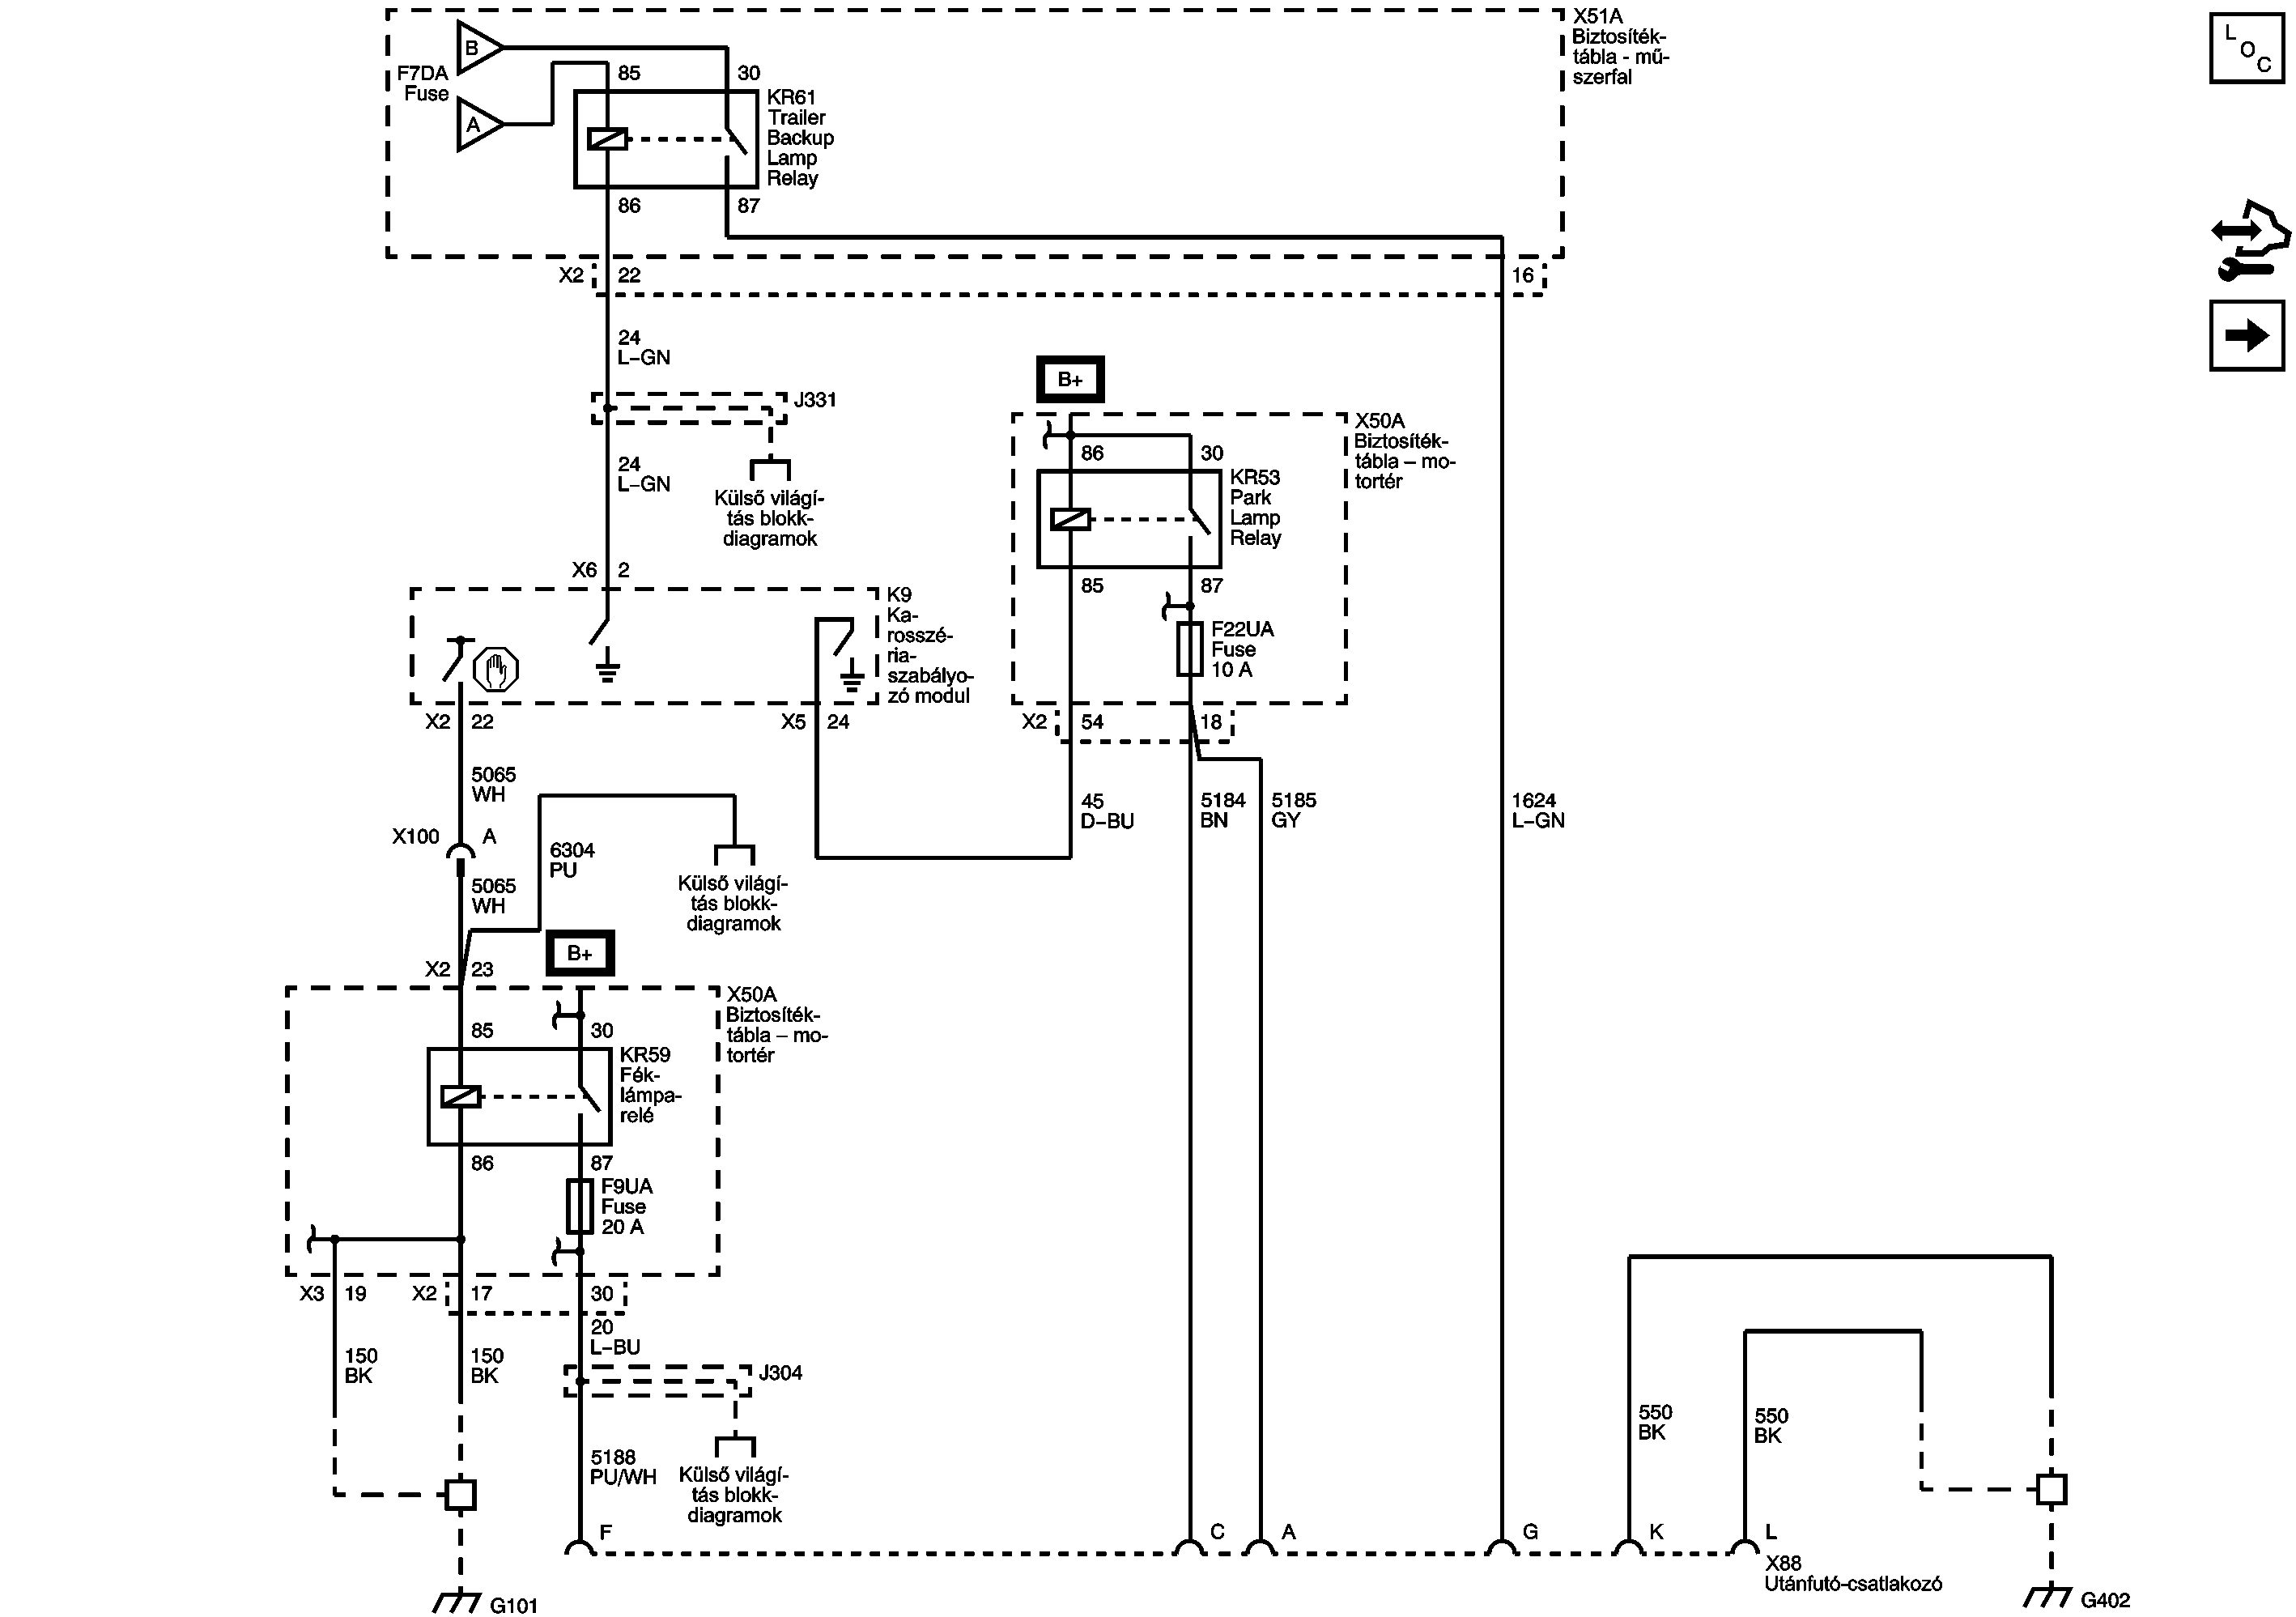 X51A
Biztosíték-
tábla - mű-
szerfal
L
O
C
B
F7DA
Fuse
A
85
30
KR61
Trailer
Backup
Lamp
Relay
86
87
X2
22
16
24
L–GN
J331
24
L–GN
Külső világí-
tás blokk-
diagramok
B+
X50A
Biztosíték-
tábla – mo-
tortér
86
30
KR53
Park
Lamp
Relay
85
87
F22UA
Fuse
10 A
X6
2
K9
Ka-
rosszé-
ria-
szabályo-
zó modul
X2
22
X5
24
X2
54
18
5065
WH
45
D–BU
5184
BN
5185
GY
1624
L–GN
X100
A
6304
PU
5065
WH
Külső világí-
tás blokk-
diagramok
B+
X2
23
X50A
Biztosíték-
tábla – mo-
tortér
85
30
KR59
Fék-
lámpa-
relé
86
87
F9UA
Fuse
20 A
X3
19
X2
17
30
20
L–BU
150
BK
150
BK
J304
5188
PU/WH
Külső világí-
tás blokk-
diagramok
550
BK
550
BK
F
C
A
G
K
L
X88
Utánfutó-csatlakozó
G101
G402